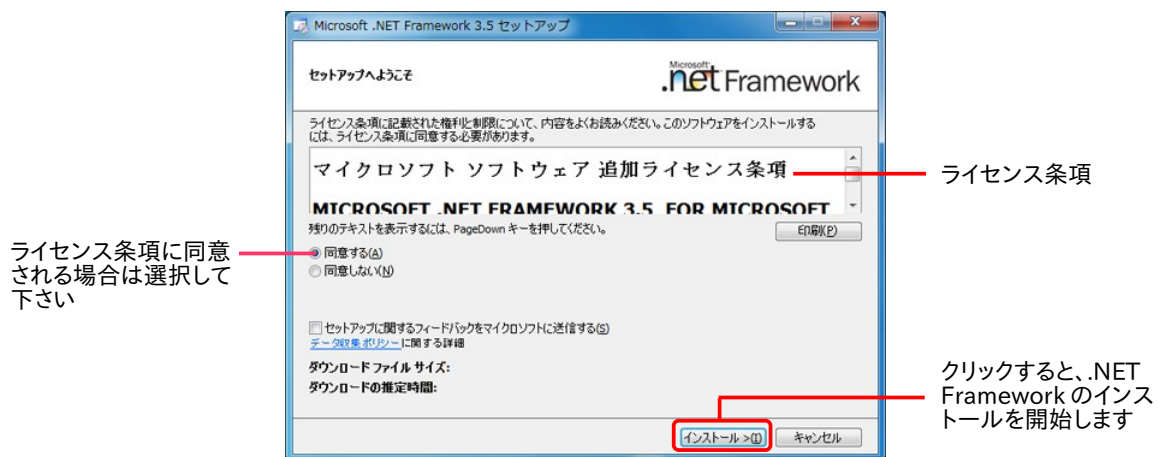 Microsoft .NET Framework 3.5 セットアップ
セットアップへようこそ
Microsoft
.net Framework
ライセンス条項に記載された権利と制限について、内容をよくお読みください。このソフトウェアをインストールする
には、ライセンス条項に同意する必要があります。
マイクロソフト ソフトウェア 追加ライセンス条項
MICROSOFT .NET FRAMEWORK 3.5 FOR MICROSOFT
残りのテキストを表示するには、PageDown キーを押してください。
印刷(P)
同意する(A)
同意しない(N)
セットアップに関するフィードバックをマイクロソフトに送信する(S)
データ収集ポリシーに関する詳細
ダウンロード ファイル サイズ:
ダウンロードの推定時間:
インストール >(I)
キャンセル
ライセンス条項
ライセンス条項に同意
される場合は選択して
下さい
クリックすると、.NET
Framework のインス
トールを開始します